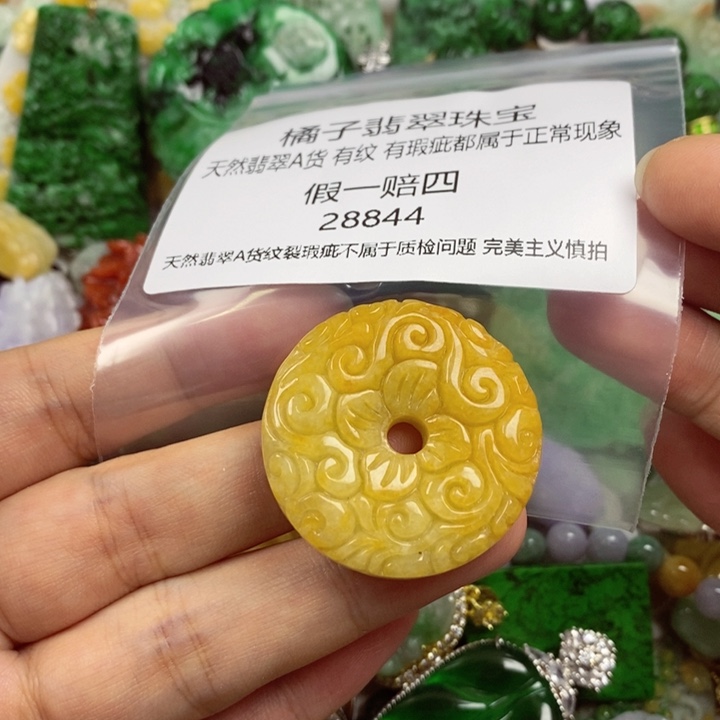 橘子翡翠珠宝
天然翡翠A货 有纹 有瑕疵都属于正常现象
假一赔四
28844
天然翡翠A货纹裂瑕疵不属于质检问题 完美主义慎拍